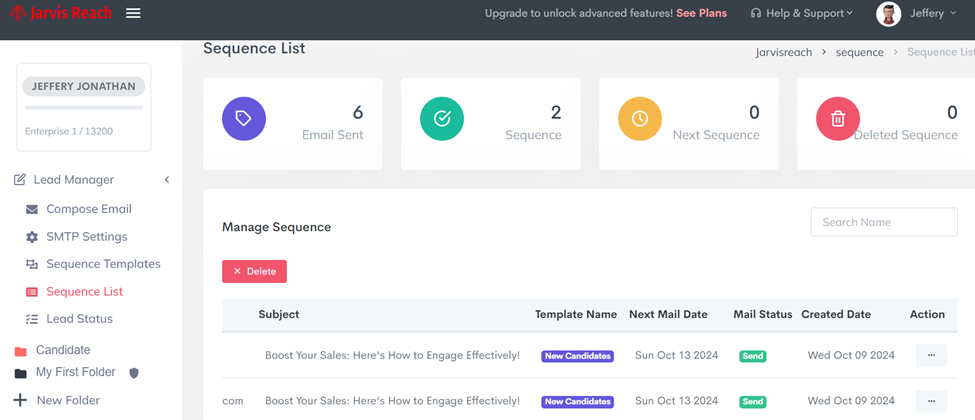 Jarvis Reach
Upgrade to unlock advanced features! See Plans
Help & Support
Jeffery
Sequence List
Jarvisreach > sequence > Sequence List
JEFFERY JONATHAN
Enterprise 1 / 13200
6
Email Sent
2
Sequence
0
Next Sequence
0
Deleted Sequence
Lead Manager
Compose Email
SMTP Settings
Sequence Templates
Sequence List
Lead Status
Candidate
My First Folder
New Folder
Manage Sequence
Search Name
× Delete
Subject Template Name Next Mail Date Mail Status Created Date Action
Boost Your Sales: Here's How to Engage Effectively! New Candidates Sun Oct 13 2024 Send Wed Oct 09 2024 ...
com Boost Your Sales: Here's How to Engage Effectively! New Candidates Sun Oct 13 2024 Send Wed Oct 09 2024 ...